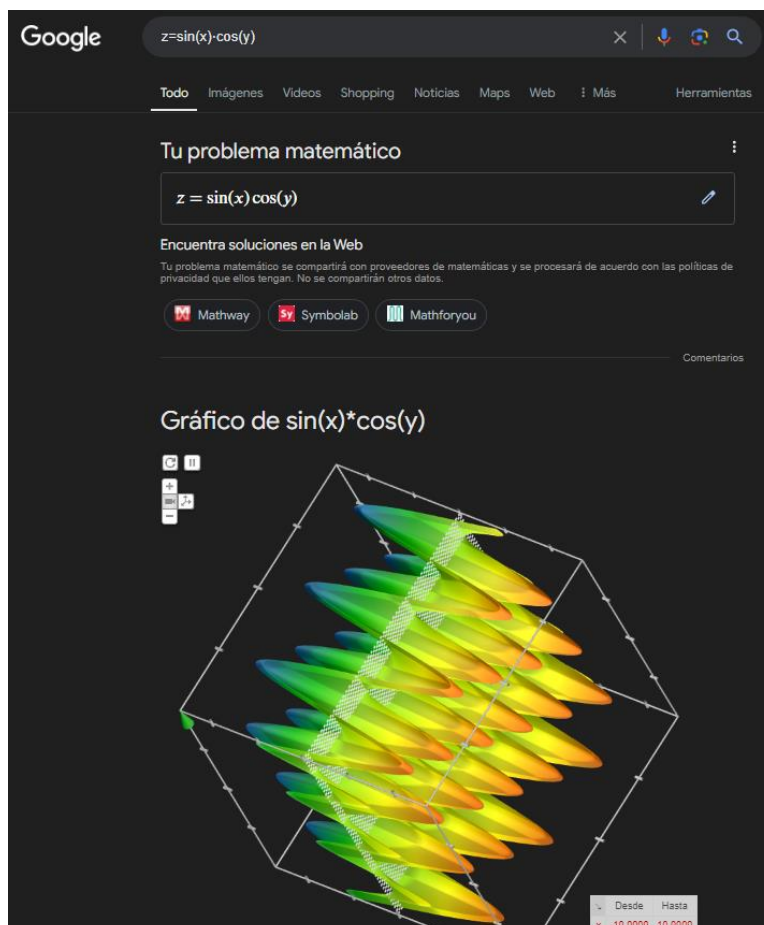 Google
z=sin(x)·cos(y)
Todo Imágenes Videos Shopping Noticias Maps Web Más Herramientas
Tu problema matemático
z = sin(x) cos(y)
Encuentra soluciones en la Web
Tu problema matemático se compartirá con proveedores de matemáticas y se procesará de acuerdo con las políticas de
privacidad que ellos tengan. No se compartirán otros datos.
Mathway Sy Symbolab Mathforyou
Comentarios
Gráfico de sin(x)*cos(y)
Desde Hasta